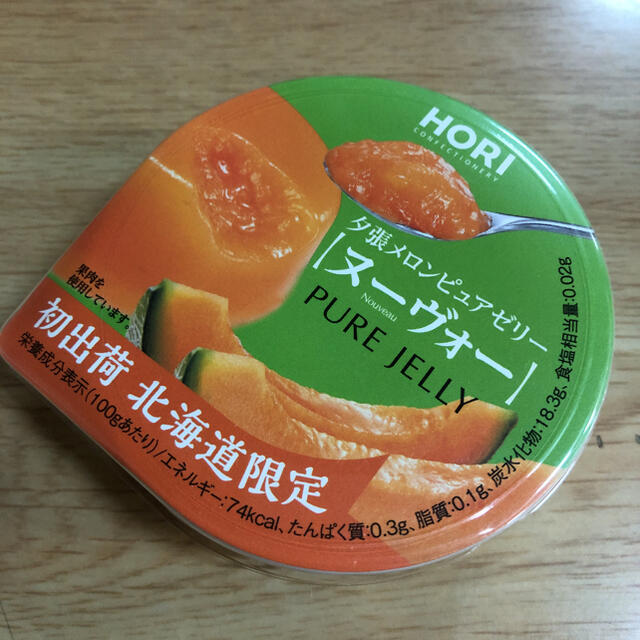 HORI
CONFECTIONERY
夕張メロンピュアゼリー
［ヌーヴォー］
Nouveau
PURE JELLY
果肉を
使用しています。
初出荷 北海道限定
栄養成分表示(100gあたり)/エネルギー:74kcal、たんぱく質:0.3g、脂質:0.1g、炭水化物:18.3g、食塩相当量:0.02g